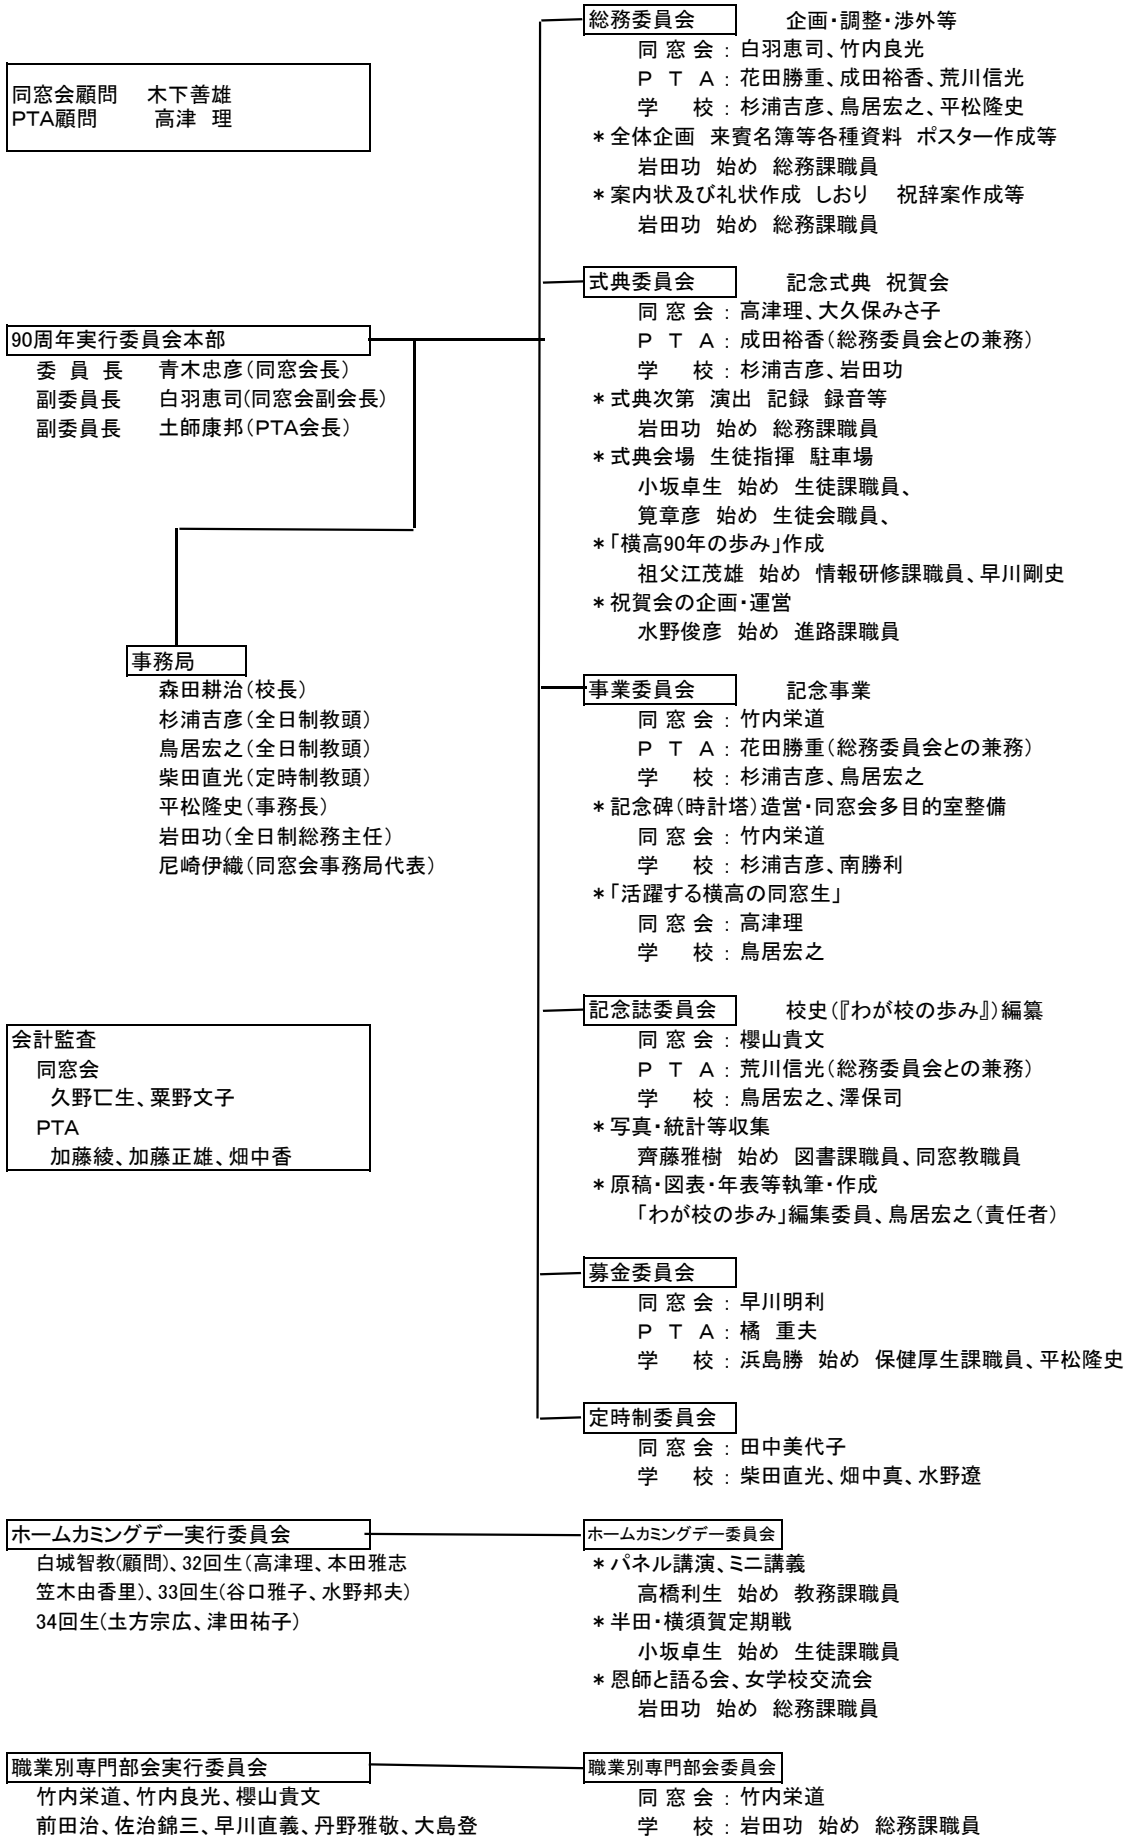 同窓会顧問　木下善雄
PTA顧問　高津　理
90周年実行委員会本部
委 員 長　青木忠彦(同窓会長)
副委員長　白羽恵司(同窓会副会長)
副委員長　土師康邦(PTA会長)
事務局
森田耕治(校長)
杉浦吉彦(全日制教頭)
鳥居宏之(全日制教頭)
柴田直光(定時制教頭)
平松隆史(事務長)
岩田功(全日制総務主任)
尼崎伊織(同窓会事務局代表)
会計監査
同窓会
久野仁生、粟野文子
PTA
加藤綾、加藤正雄、畑中香
総務委員会　企画・調整・渉外等
同 窓 会 : 白羽恵司、竹内良光
P T A : 花田勝重、成田裕香、荒川信光
学 校 : 杉浦吉彦、鳥居宏之、平松隆史
＊全体企画 来賓名簿等各種資料 ポスター作成等
岩田功 始め 総務課職員
＊案内状及び礼状作成 しおり　祝辞案作成等
岩田功 始め 総務課職員
式典委員会　記念式典 祝賀会
同 窓 会 : 高津理、大久保みさ子
P T A : 成田裕香(総務委員会との兼務)
学 校 : 杉浦吉彦、岩田功
＊式典次第 演出 記録 録音等
岩田功 始め 総務課職員
＊式典会場 生徒指揮 駐車場
小坂卓生 始め 生徒課職員、
筧章彦 始め 生徒会職員、
＊「横高90年の歩み」作成
祖父江茂雄 始め 情報研修課職員、早川剛史
＊祝賀会の企画・運営
水野俊彦 始め 進路課職員
事業委員会　記念事業
同 窓 会 : 竹内栄道
P T A : 花田勝重(総務委員会との兼務)
学 校 : 杉浦吉彦、鳥居宏之
＊記念碑(時計塔)造営・同窓会多目的室整備
同 窓 会 : 竹内栄道
学 校 : 杉浦吉彦、南勝利
＊「活躍する横高の同窓生」
同 窓 会 : 高津理
学 校 : 鳥居宏之
記念誌委員会　校史(『わが校の歩み』)編纂
同 窓 会 : 櫻山貴文
P T A : 荒川信光(総務委員会との兼務)
学 校 : 鳥居宏之、澤保司
＊写真・統計等収集
齊藤雅樹 始め 図書課職員、同窓教職員
＊原稿・図表・年表等執筆・作成
「わが校の歩み」編集委員、鳥居宏之(責任者)
募金委員会
同 窓 会 : 早川明利
P T A : 橘 重夫
学 校 : 浜島勝 始め 保健厚生課職員、平松隆史
定時制委員会
同 窓 会 : 田中美代子
学 校 : 柴田直光、畑中真、水野遼
ホームカミングデー実行委員会
白城智教(顧問)、32回生(高津理、本田雅志
笠木由香里)、33回生(谷口雅子、水野邦夫)
34回生(圡方宗広、津田祐子)
ホームカミングデー委員会
＊パネル講演、ミニ講義
高橋利生 始め 教務課職員
＊半田・横須賀定期戦
小坂卓生 始め 生徒課職員
＊恩師と語る会、女学校交流会
岩田功 始め 総務課職員
職業別専門部会実行委員会
竹内栄道、竹内良光、櫻山貴文
前田治、佐治錦三、早川直義、丹野雅敬、大島登
職業別専門部会委員会
同 窓 会 : 竹内栄道
学 校 : 岩田功 始め 総務課職員